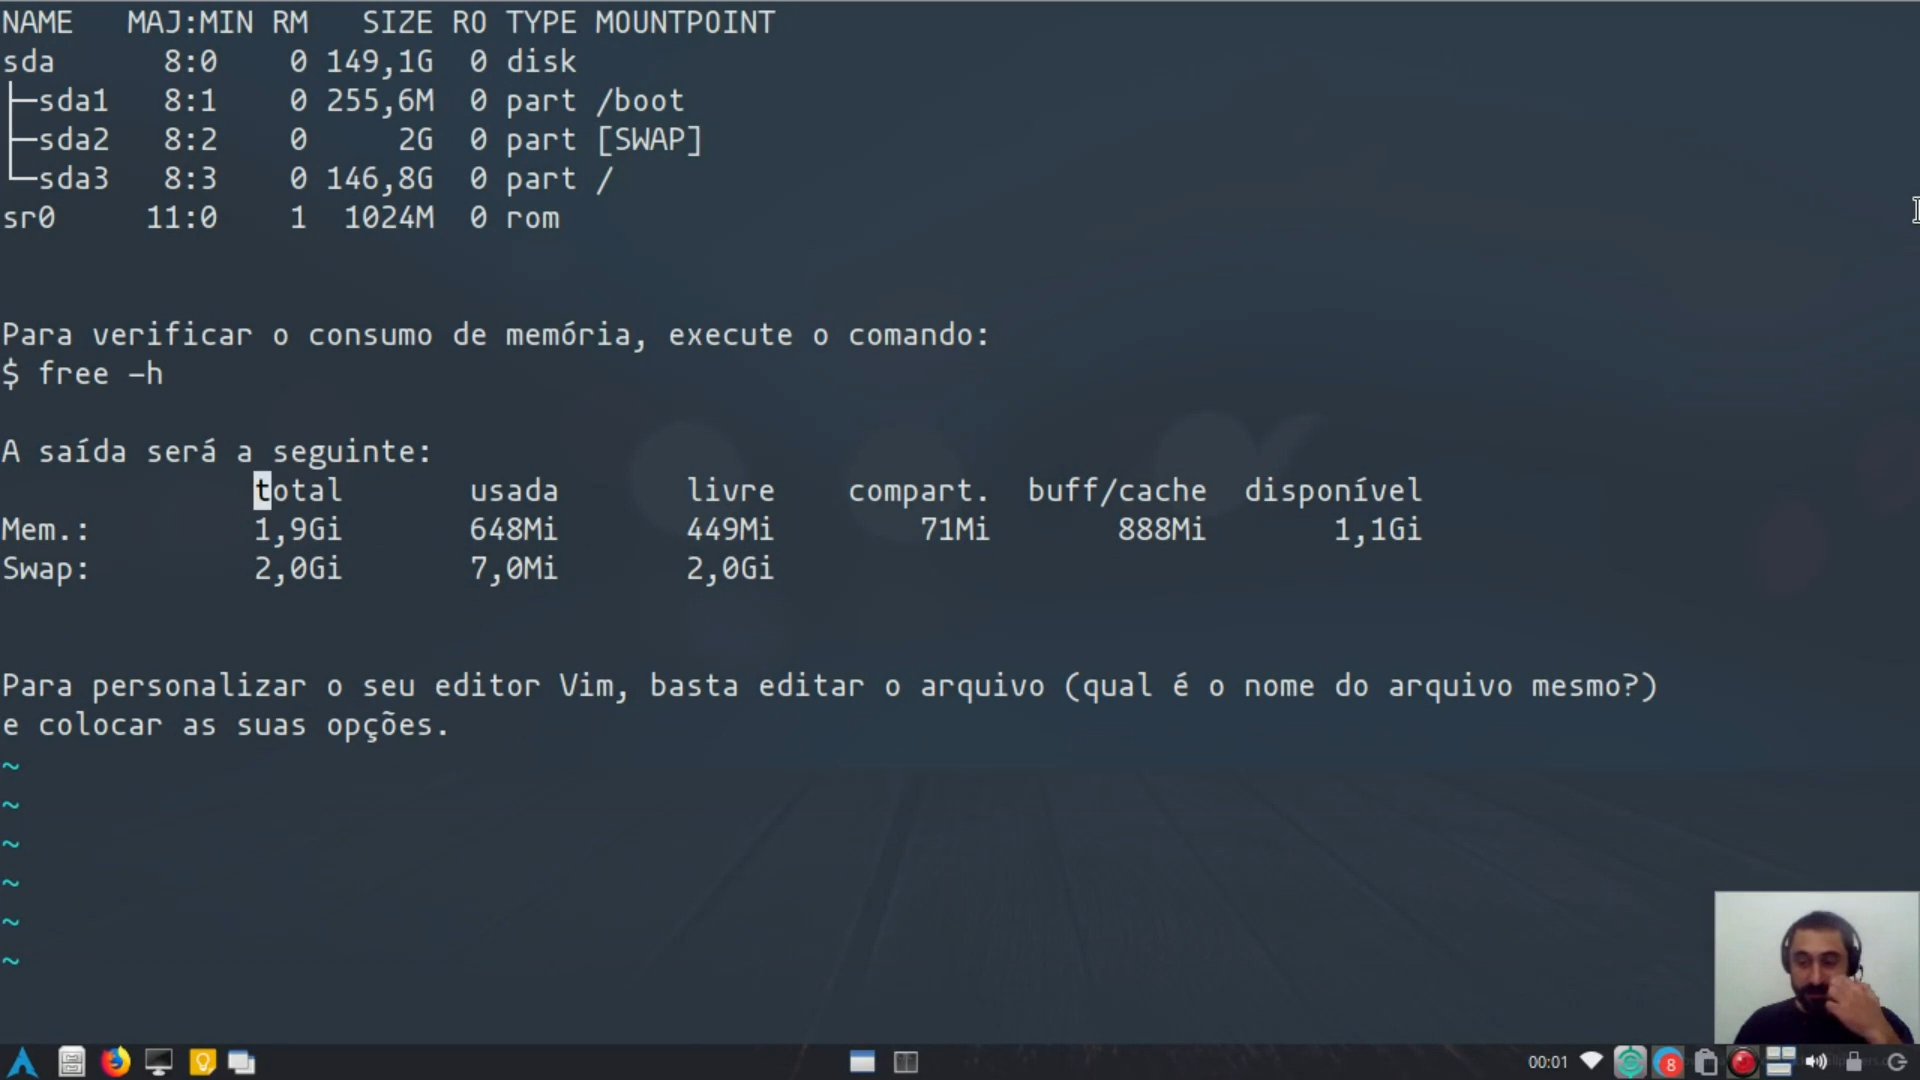 NAME MAJ:MIN RM SIZE RO TYPE MOUNTPOINT
sda 8:0 0 149,1G 0 disk
├─sda1 8:1 0 255,6M 0 part /boot
├─sda2 8:2 0 2G 0 part [SWAP]
└─sda3 8:3 0 146,8G 0 part /
sr0 11:0 1 1024M 0 rom
Para verificar o consumo de memória, execute o comando:
$ free -h
A saída será a seguinte:
total usada livre compart. buff/cache disponível
Mem.: 1,9Gi 648Mi 449Mi 71Mi 888Mi 1,1Gi
Swap: 2,0Gi 7,0Mi 2,0Gi
Para personalizar o seu editor Vim, basta editar o arquivo (qual é o nome do arquivo mesmo?)
e colocar as suas opções.
~
~
~
~
~
~
00:01 8